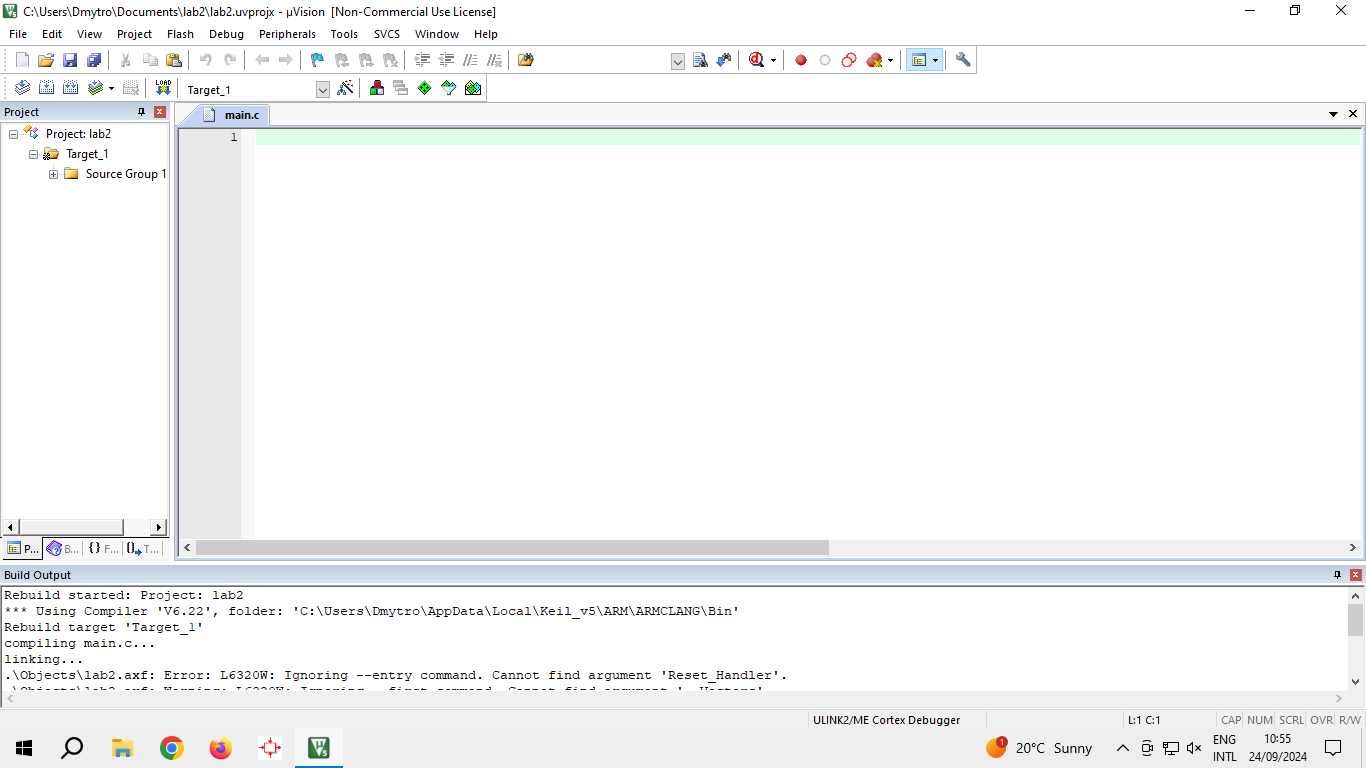 C:\Users\Dmytro\Documents\lab2\lab2.uvprojx - µVision [Non-Commercial Use License]
File Edit View Project Flash Debug Peripherals Tools SVCS Window Help
LOAD
Target_1
Project
main.c
Project: lab2
Target_1
Source Group 1
1
P... B... {} F... T...
Build Output
Rebuild started: Project: lab2
*** Using Compiler 'V6.22', folder: 'C:\Users\Dmytro\AppData\Local\Keil_v5\ARM\ARMCLANG\Bin'
Rebuild target 'Target_1'
compiling main.c...
linking...
.\Objects\lab2.axf: Error: L6320W: Ignoring --entry command. Cannot find argument 'Reset_Handler'.
ULINK2/ME Cortex Debugger L:1 C:1 CAP NUM SCRL OVR R/W
1
20°C Sunny
ENG
INTL
10:55
24/09/2024